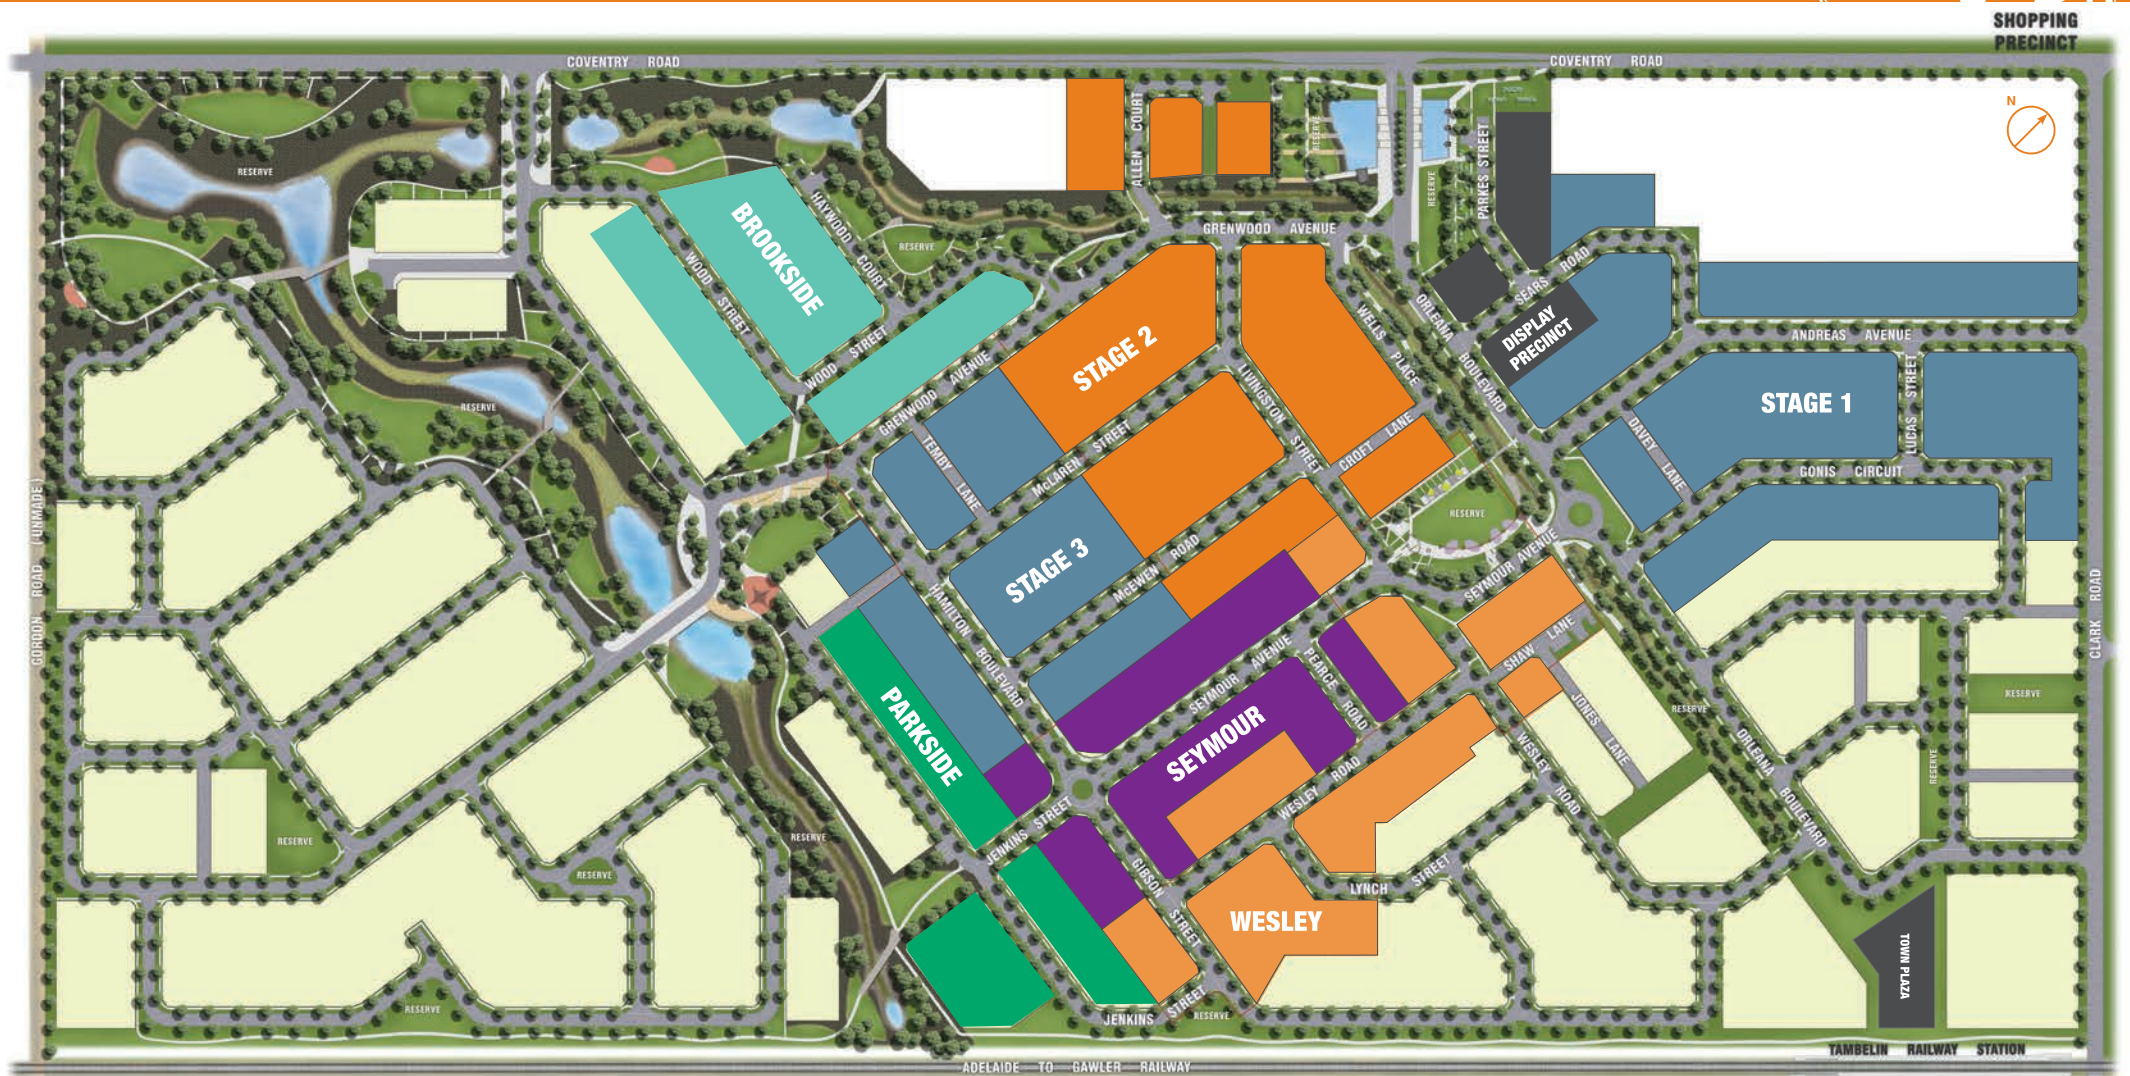 SHOPPING
PRECINCT
COVENTRY ROAD
COVENTRY ROAD
N
ALLEN COURT
RESERVE
PARKES STREET
RESERVE
RESERVE
HAYWOOD COURT
BROOKSIDE
RESERVE
GRENWOOD AVENUE
WOOD STREET
SEARS ROAD
ORLEANA BOULEVARD
WELLS PLACE
DISPLAY
PRECINCT
ANDREAS AVENUE
WOOD STREET
STAGE 2
GRENWOOD AVENUE
LIVINGSTON STREET
LUCAS STREET
STAGE 1
RESERVE
CROFT LANE
DAVEY LANE
TEMBY LANE
McLAREN STREET
GONIS CIRCUIT
RESERVE
GORDON ROAD (UNMADE)
STAGE 3
McEWEN ROAD
SEYMOUR AVENUE
CLARK ROAD
HAMILTON BOULEVARD
SHAW LANE
PEARCE ROAD
SEYMOUR AVENUE
JONES LANE
RESERVE
RESERVE
PARKSIDE
SEYMOUR
WESLEY ROAD
WESLEY ROAD
ORLEANA BOULEVARD
RESERVE
RESERVE
RESERVE
JENKINS STREET
RESERVE
GIBSON STREET
LYNCH STREET
WESLEY
TOWN PLAZA
RESERVE
JENKINS STREET
RESERVE
TAMBELIN RAILWAY STATION
ADELAIDE TO GAWLER RAILWAY